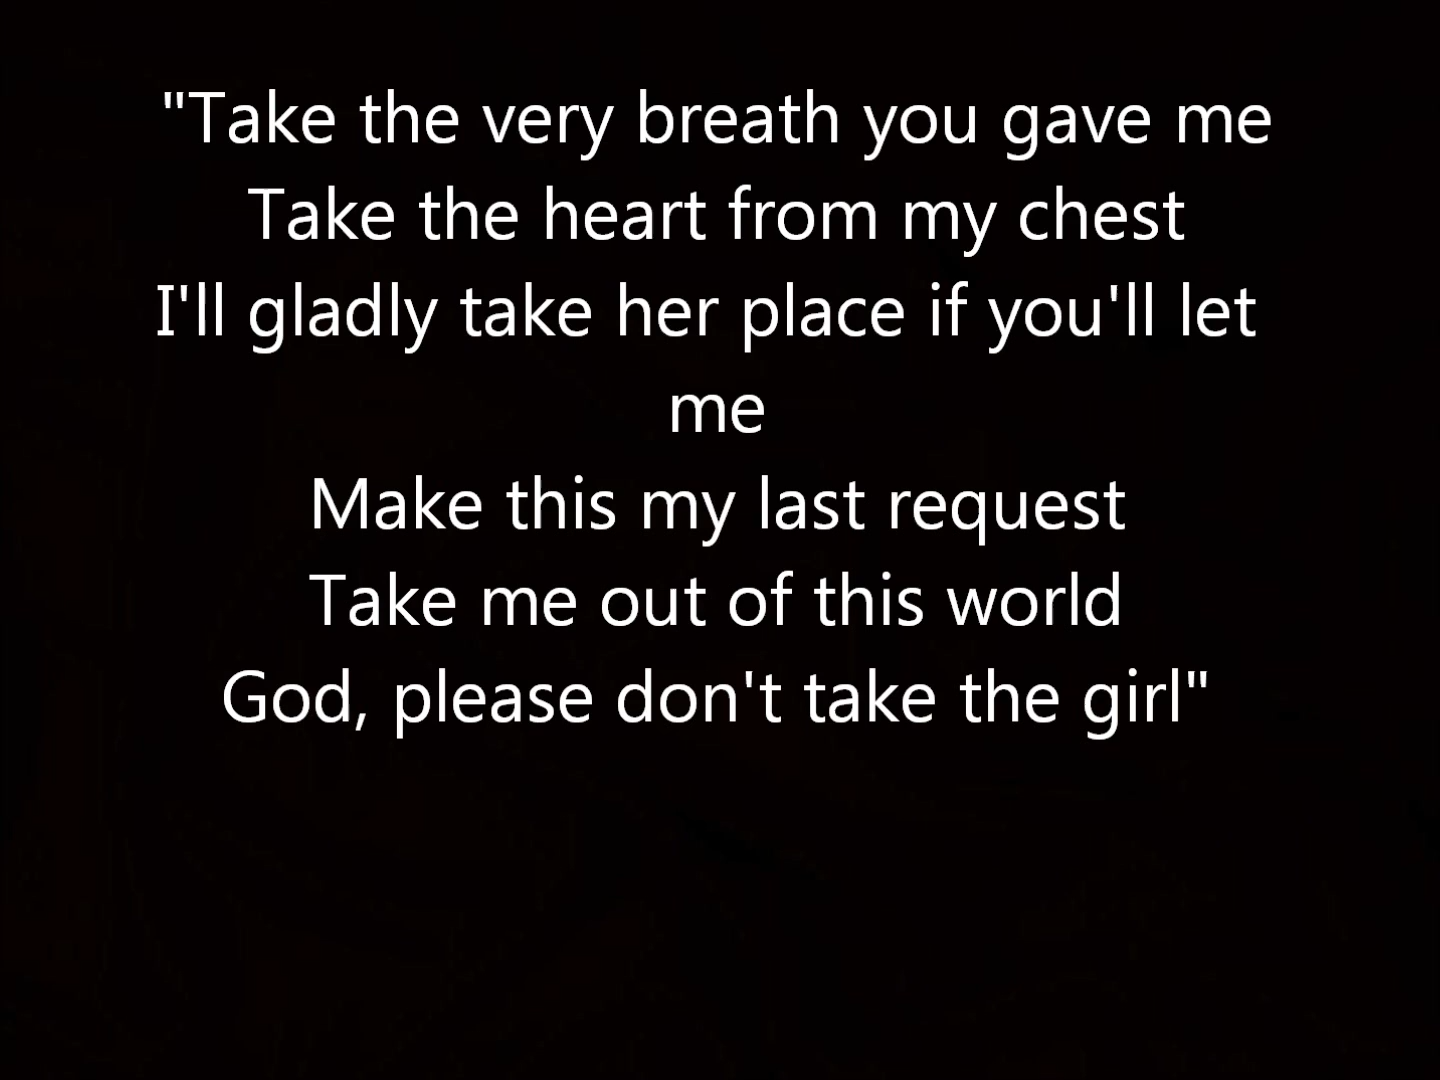 "Take the very breath you gave me
Take the heart from my chest
I'll gladly take her place if you'll let
me
Make this my last request
Take me out of this world
God, please don't take the girl"